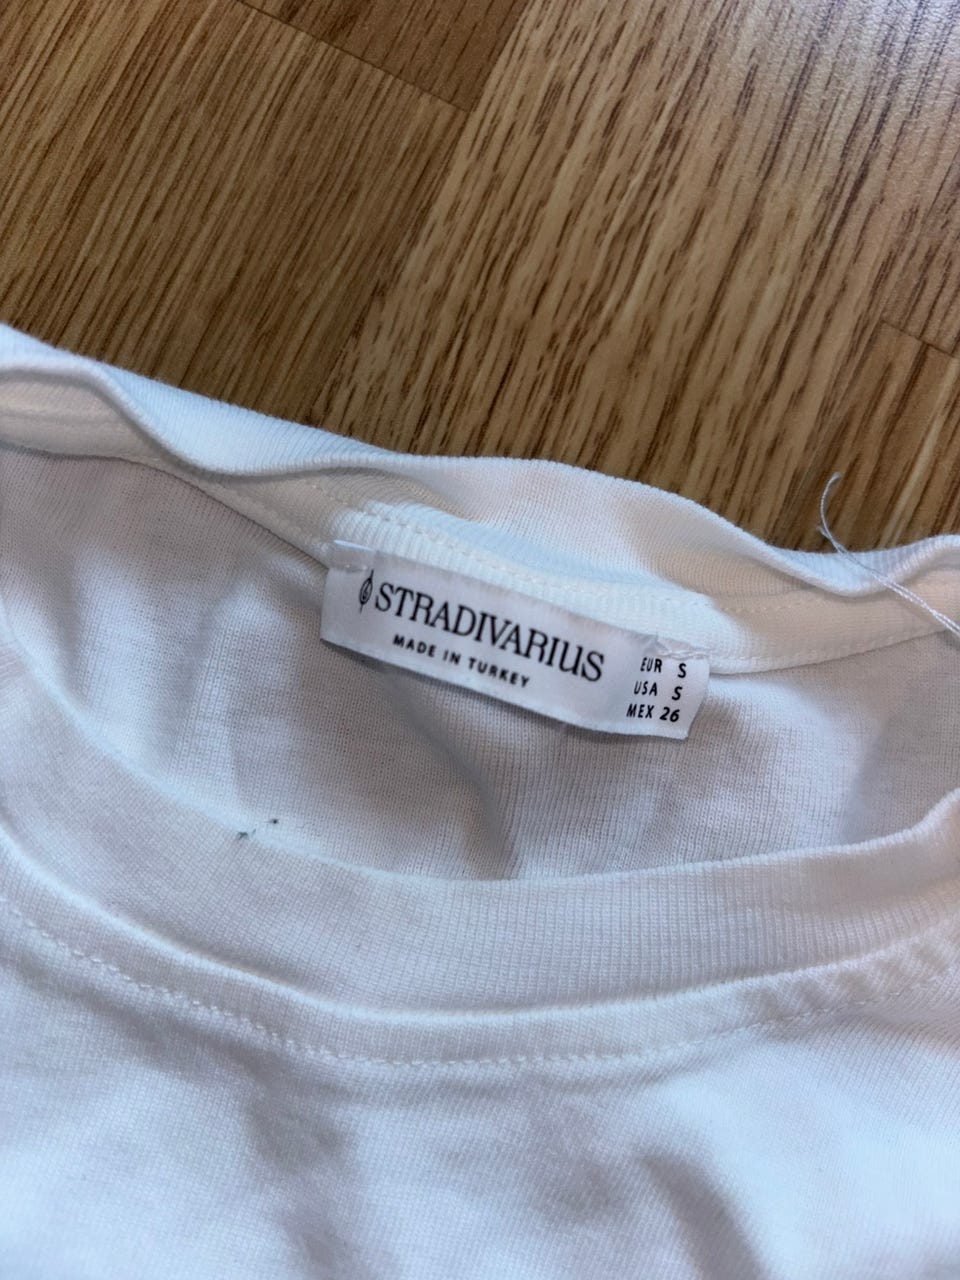 STRADIVARIUS
MADE IN TURKEY
EUR S
USA S
MEX 26